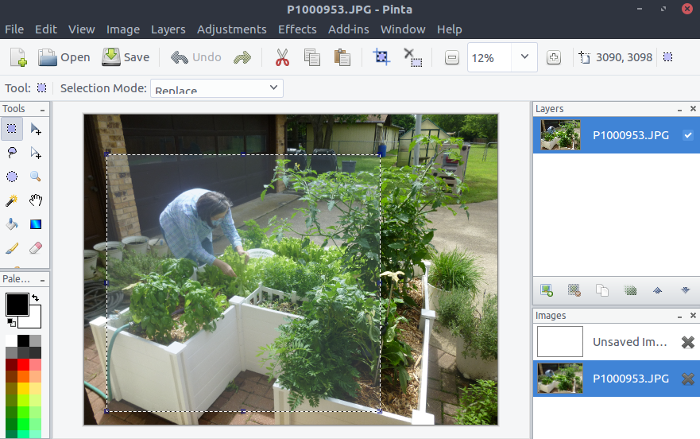 P1000953.JPG - Pinta
File Edit View Image Layers Adjustments Effects Add-ins Window Help
Open Save Undo 12% 3090, 3098
Tool: Selection Mode: Replace
Tools
Layers
P1000953.JPG
Pale...
Images
Unsaved Im...
P1000953.JPG